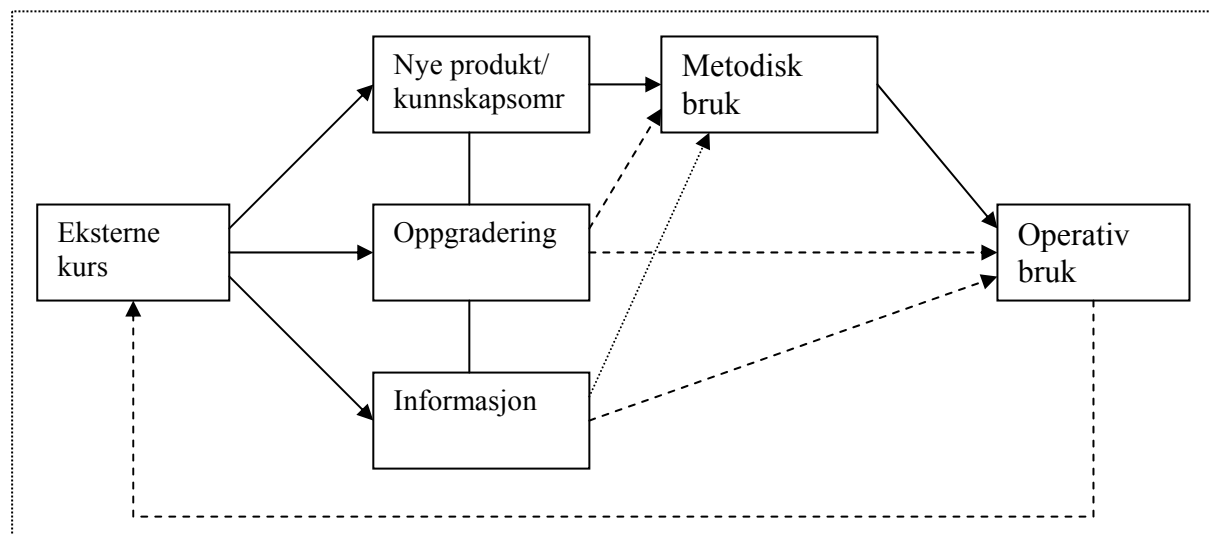 Nye produkt/
kunnskapsomr
Metodisk
bruk
Eksterne
kurs
Oppgradering
Operativ
bruk
Informasjon